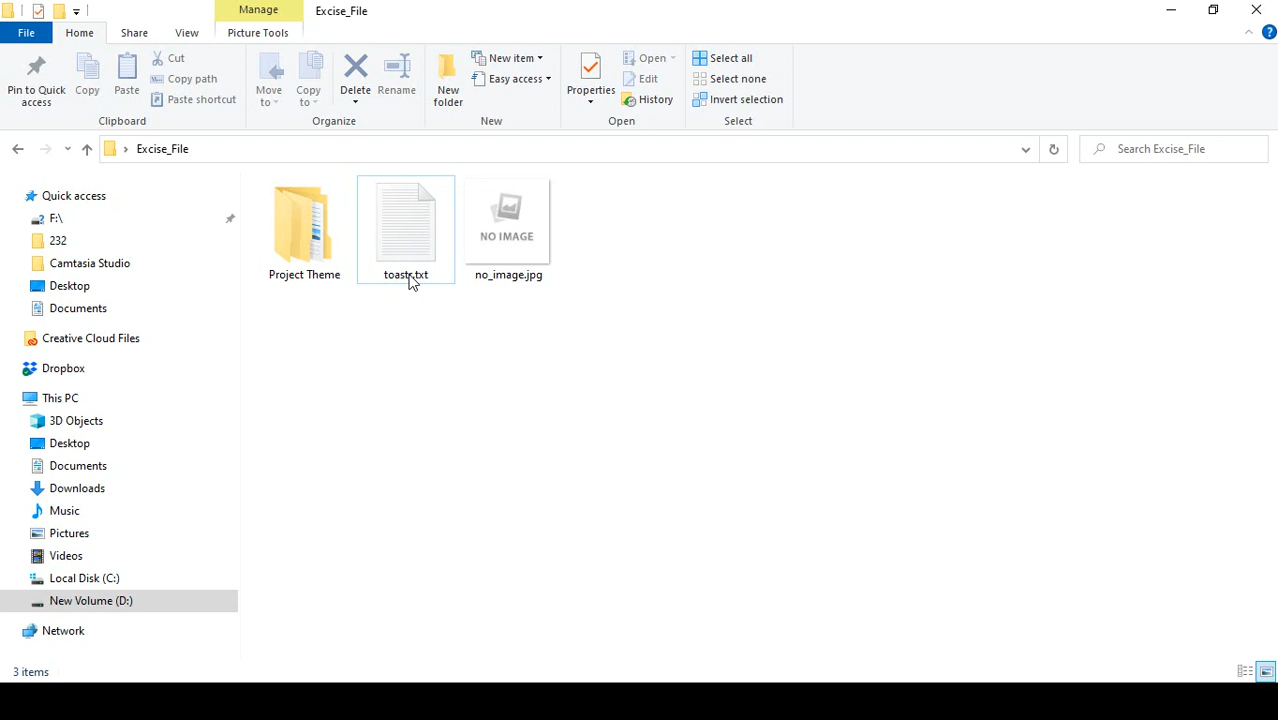 Manage
Excise_File
File
Home
Share
View
Picture Tools
Pin to Quick access
Copy
Paste
Cut
Copy path
Paste shortcut
Clipboard
Move to
Copy to
Delete
Rename
Organize
New folder
New item
Easy access
New
Properties
Open
Edit
History
Open
Select all
Select none
Invert selection
Select
Excise_File
Search Excise_File
Quick access
F:\
232
Camtasia Studio
Desktop
Documents
Creative Cloud Files
Dropbox
This PC
3D Objects
Desktop
Documents
Downloads
Music
Pictures
Videos
Local Disk (C:)
New Volume (D:)
Network
Project Theme
toastr.txt
NO IMAGE
no_image.jpg
3 items